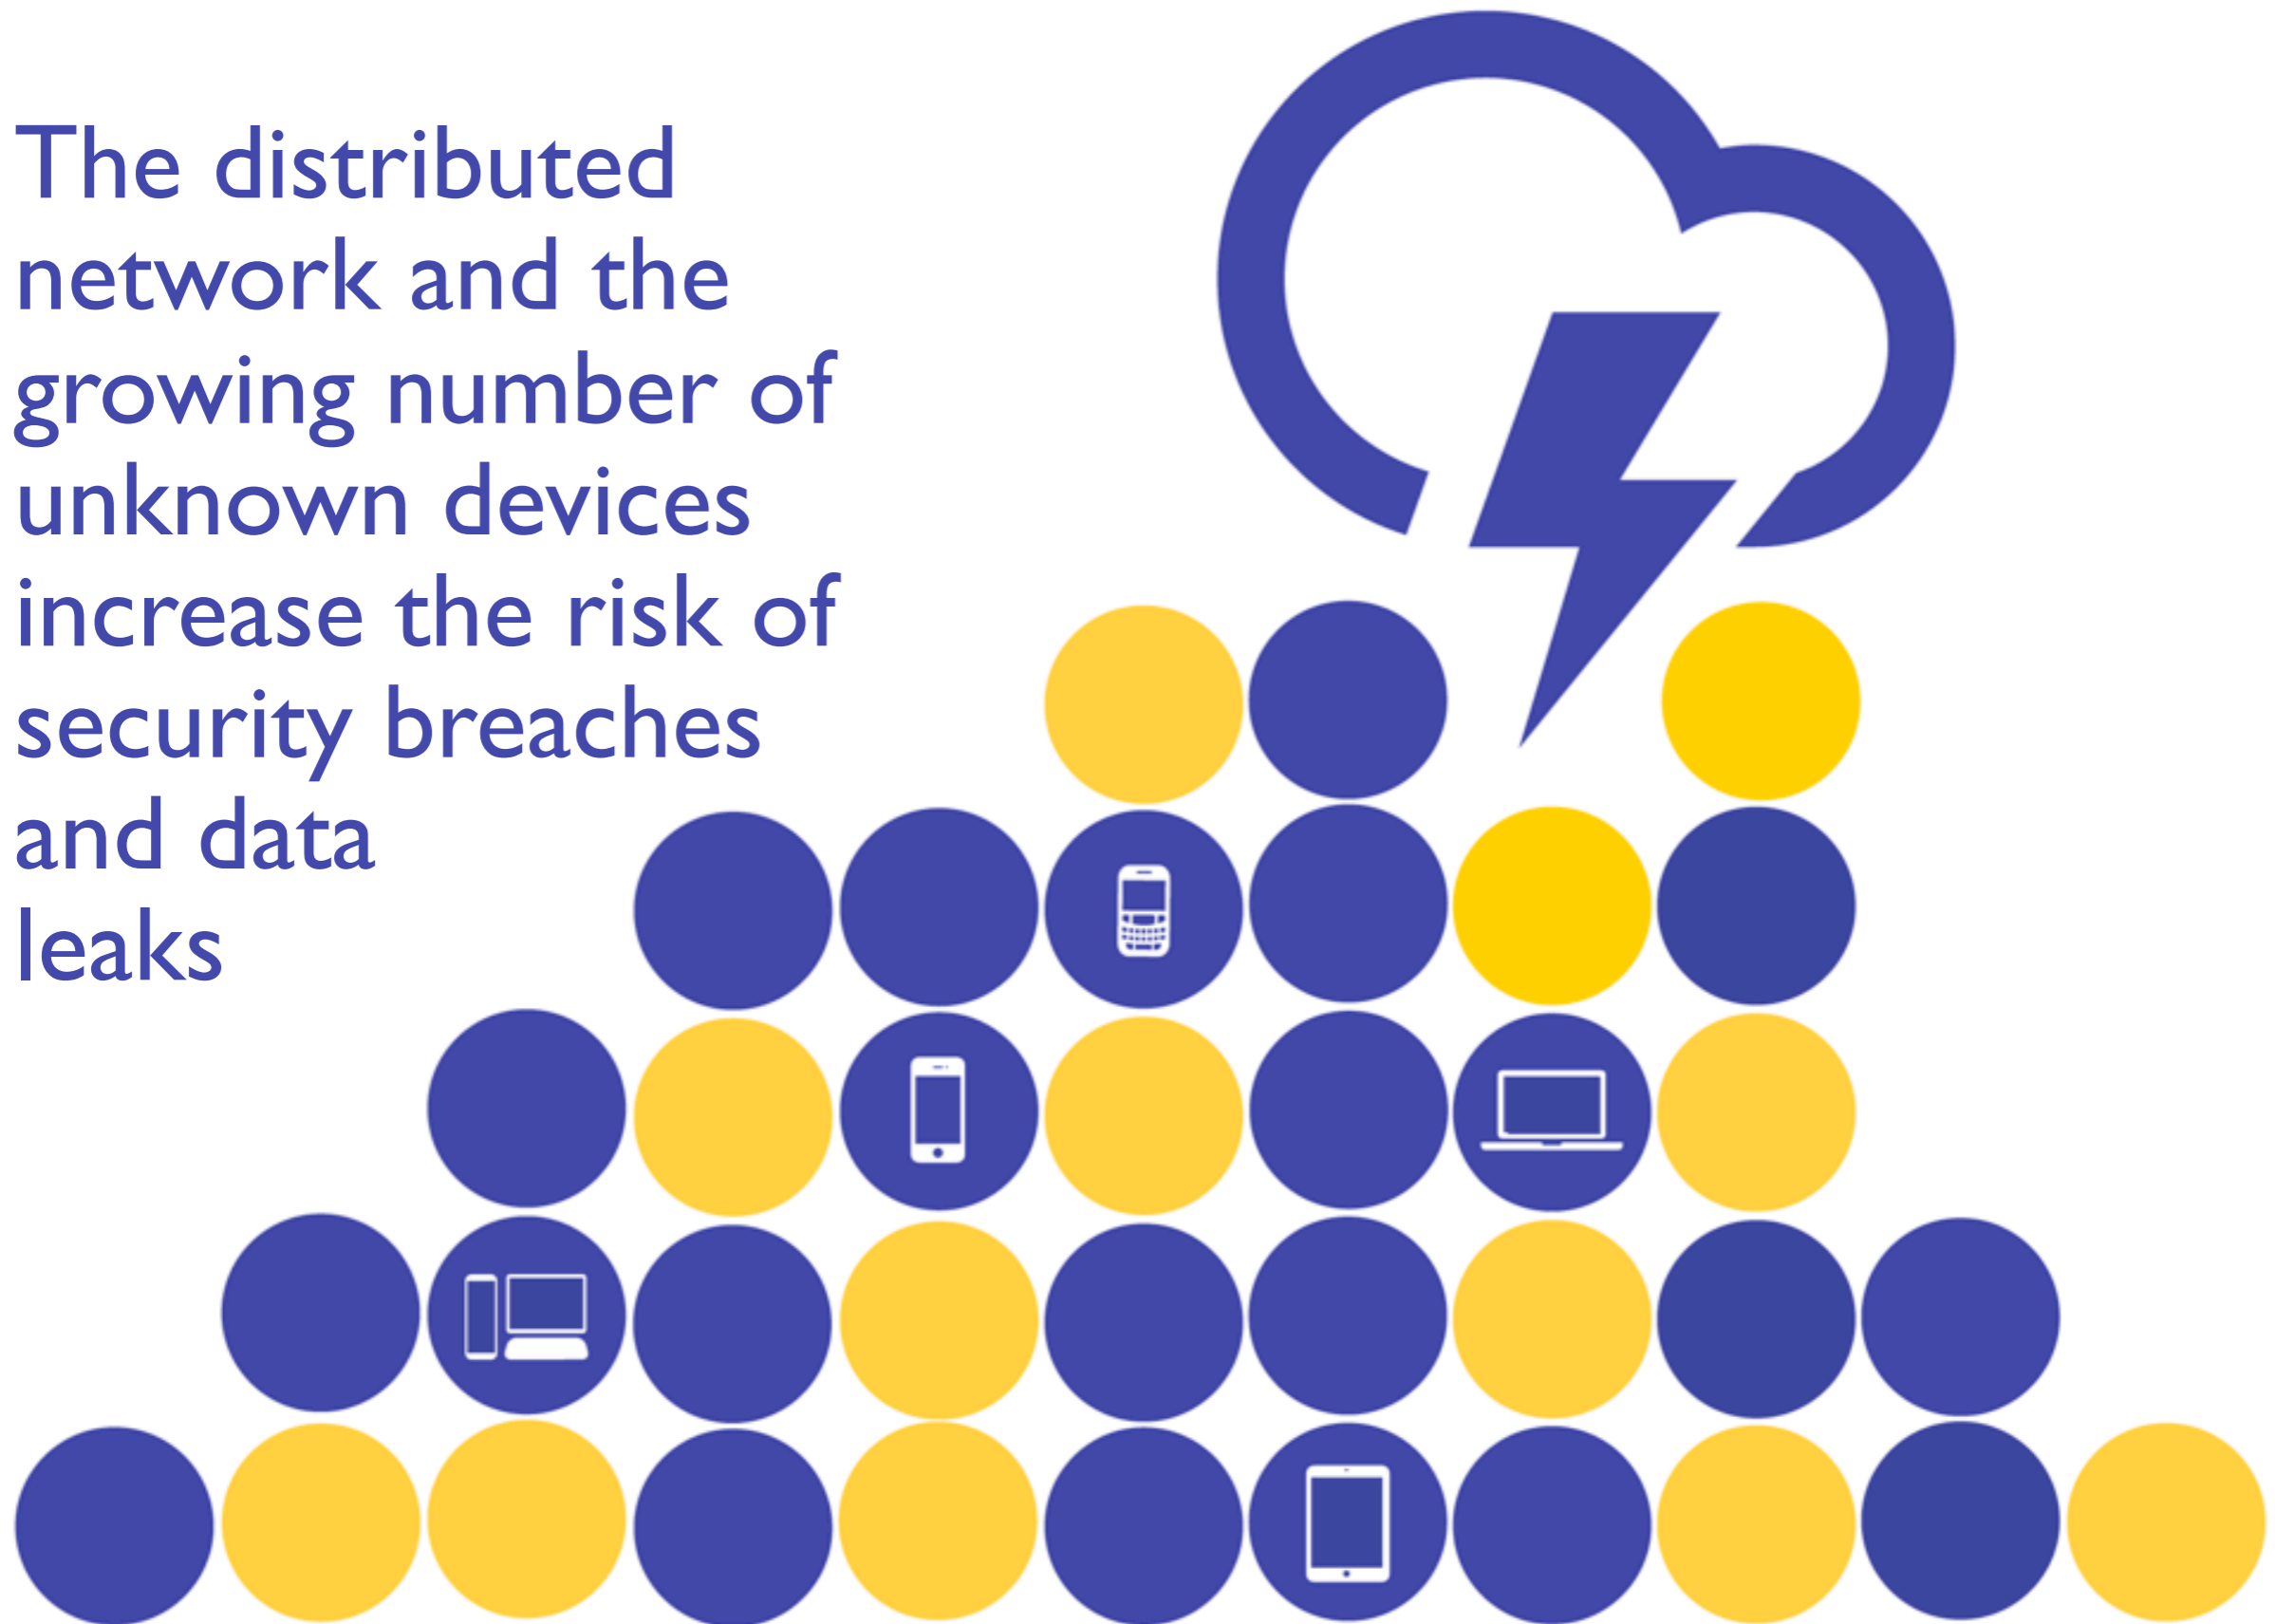 The distributed
network and the
growing number of
unknown devices
increase the risk of
security breaches
and data
leaks